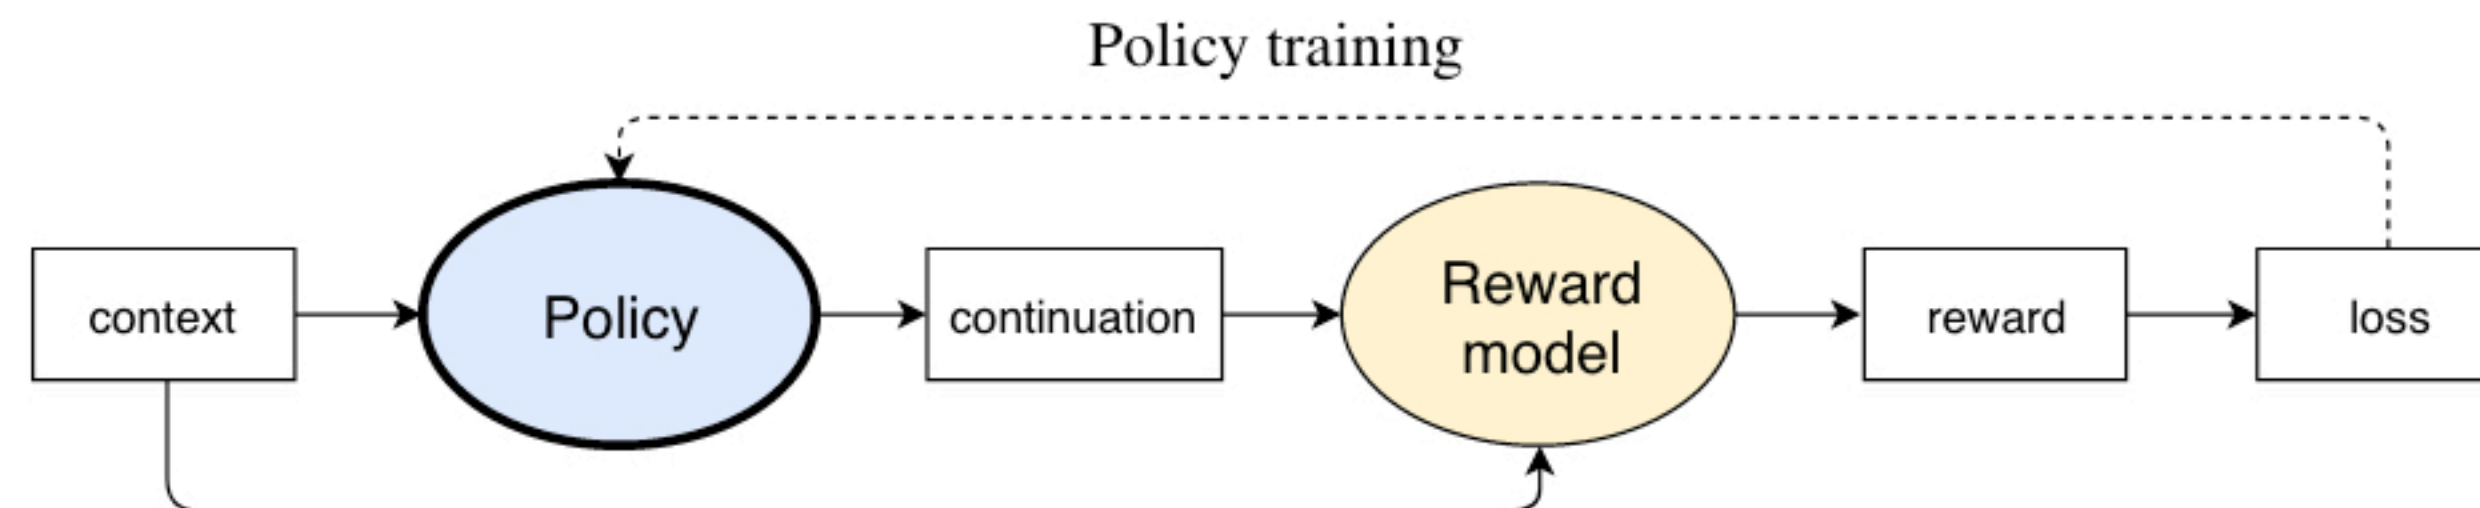 Policy training
context
Policy
continuation
Reward
model
reward
loss